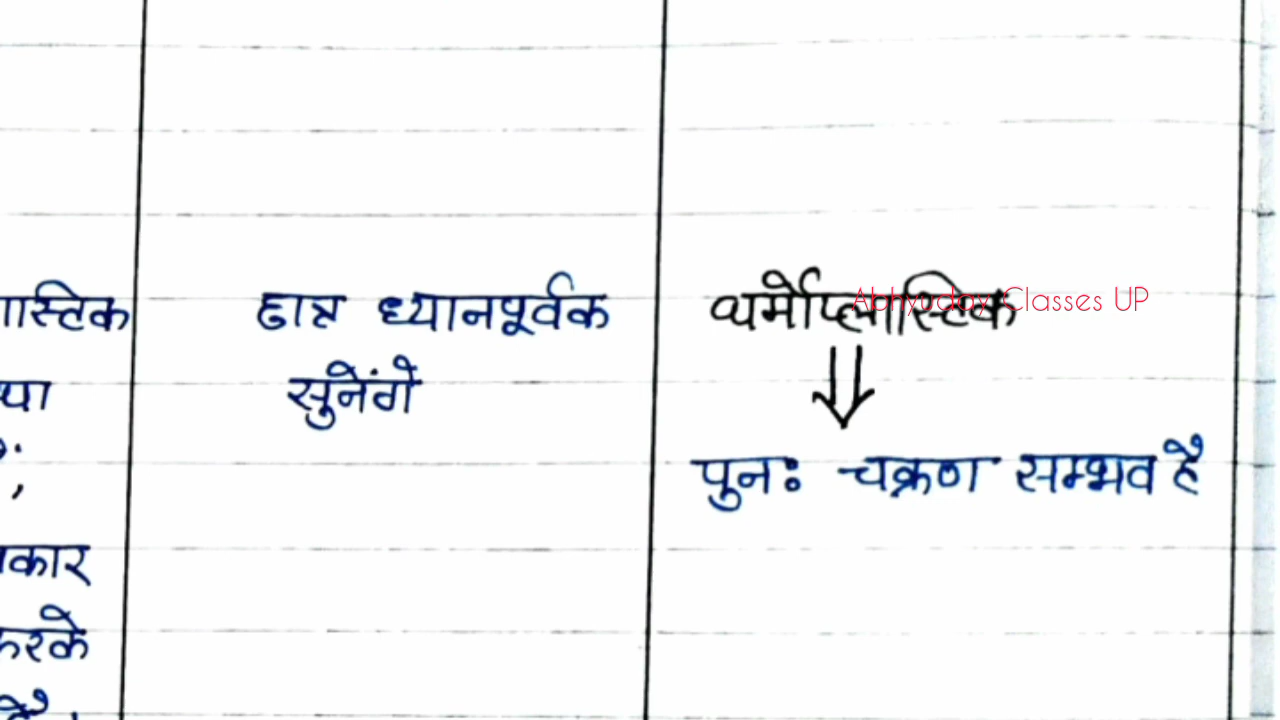 ास्टिक
छात्र ध्यानपूर्वक
थर्मोप्लास्टिक
Abhyuday Classes UP
सुनेंगे
पुनः चक्रण सम्भव है
कार
करके